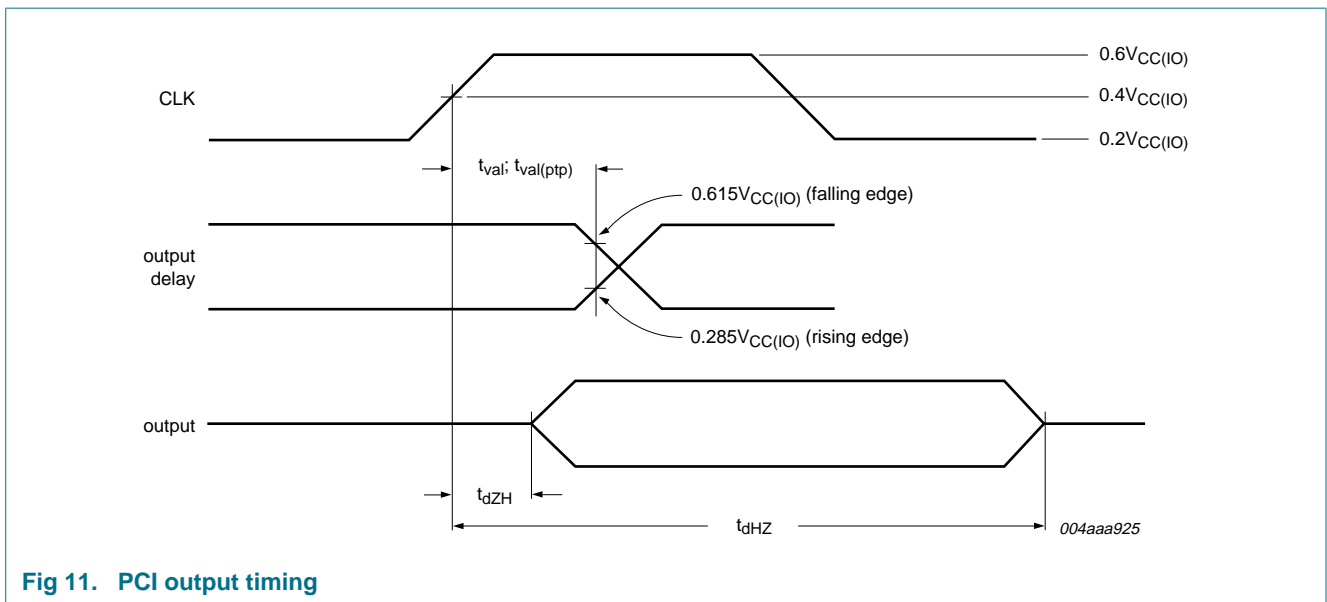 0.6VCC(IO)
CLK
0.4VCC(IO)
0.2VCC(IO)
tval; tval(ptp)
0.615VCC(IO) (falling edge)
output
delay
0.285VCC(IO) (rising edge)
output
tdZH
tdHZ
004aaa925
Fig 11. PCI output timing